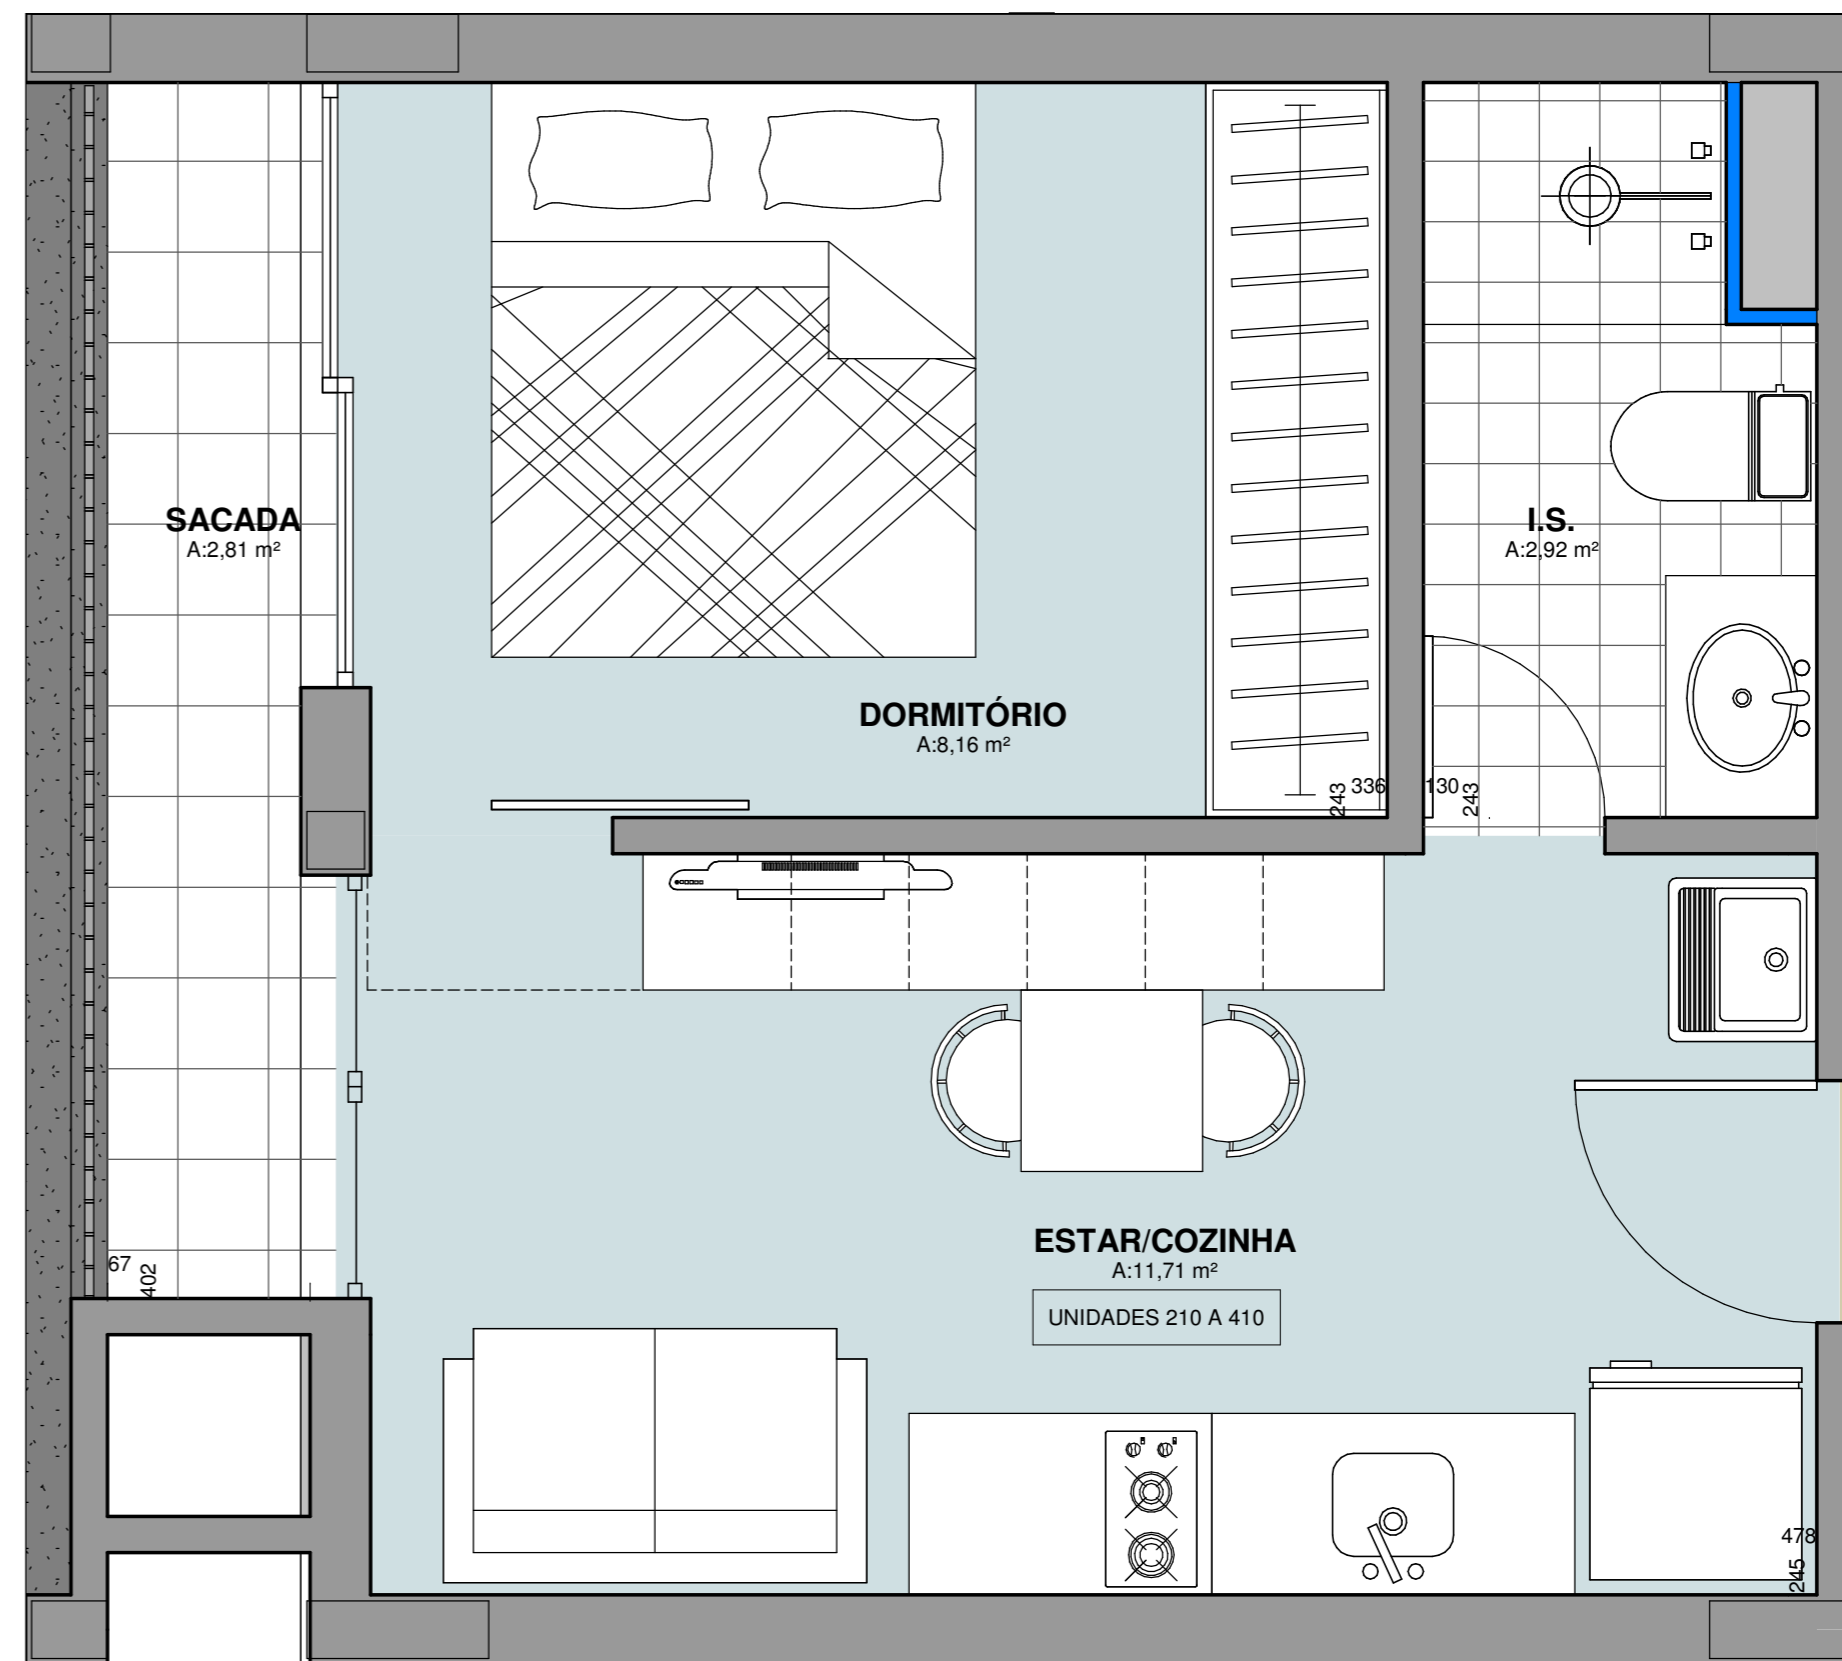 SACADA
A:2,81 m²
I.S.
A:2,92 m²
DORMITÓRIO
A:8,16 m²
243
336
130
243
67
402
ESTAR/COZINHA
A:11,71 m²
UNIDADES 210 A 410
478
245